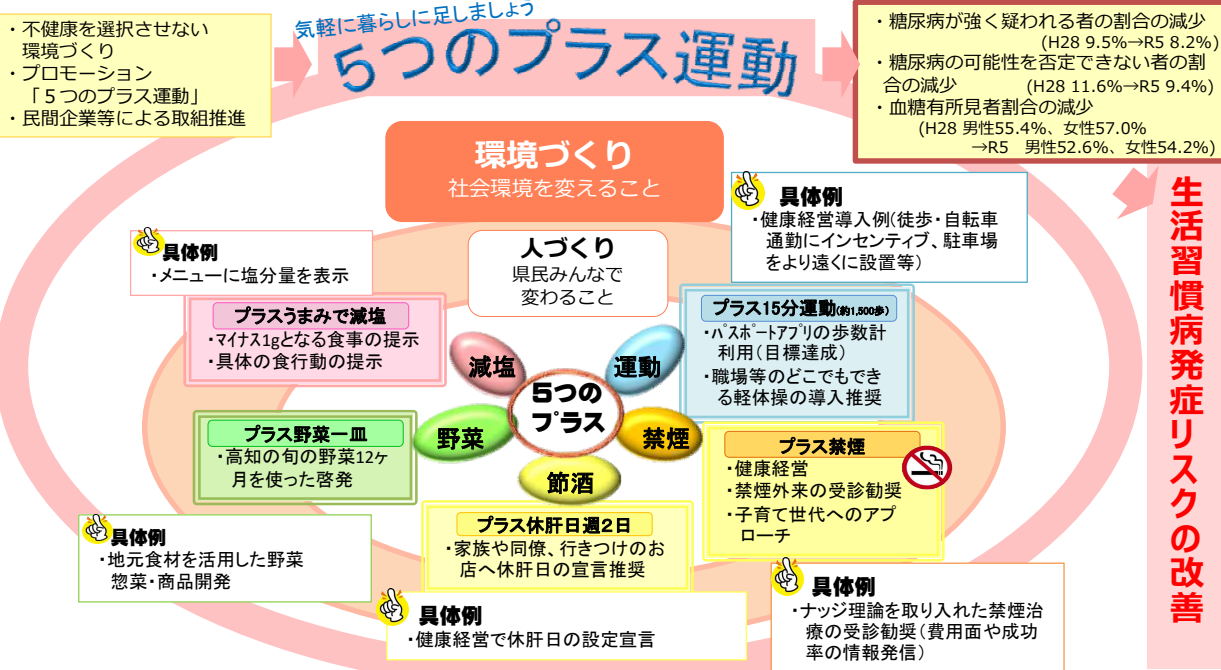 ・不健康を選択させない
環境づくり
・プロモーション
「５つのプラス運動」
・民間企業等による取組推進
気軽に暮らしに足しましょう
５つのプラス運動
・糖尿病が強く疑われる者の割合の減少
(H28 9.5%→R5 8.2%)
・糖尿病の可能性を否定できない者の割
合の減少 (H28 11.6%→R5 9.4%)
・血糖有所見者割合の減少
(H28 男性55.4%、女性57.0%
→R5 男性52.6%、女性54.2%)
環境づくり
社会環境を変えること
具体例
・健康経営導入例(徒歩・自転車
通勤にインセンティブ、駐車場
をより遠くに設置等)
具体例
・メニューに塩分量を表示
人づくり
県民みんなで
変わること
プラスうまみで減塩
・マイナス1gとなる食事の提示
・具体の食行動の提示
プラス15分運動(約1,500歩)
・パスポートアプリの歩数計
利用(目標達成)
・職場等のどこでもでき
る軽体操の導入推奨
減塩
運動
５つの
プラス
野菜
禁煙
節酒
プラス野菜一皿
・高知の旬の野菜12ヶ
月を使った啓発
プラス禁煙
・健康経営
・禁煙外来の受診勧奨
・子育て世代へのアプ
ローチ
プラス休肝日週２日
・家族や同僚、行きつけのお
店へ休肝日の宣言推奨
具体例
・地元食材を活用した野菜
惣菜・商品開発
具体例
・健康経営で休肝日の設定宣言
具体例
・ナッジ理論を取り入れた禁煙治
療の受診勧奨(費用面や成功
率の情報発信)
生活習慣病発症リスクの改善